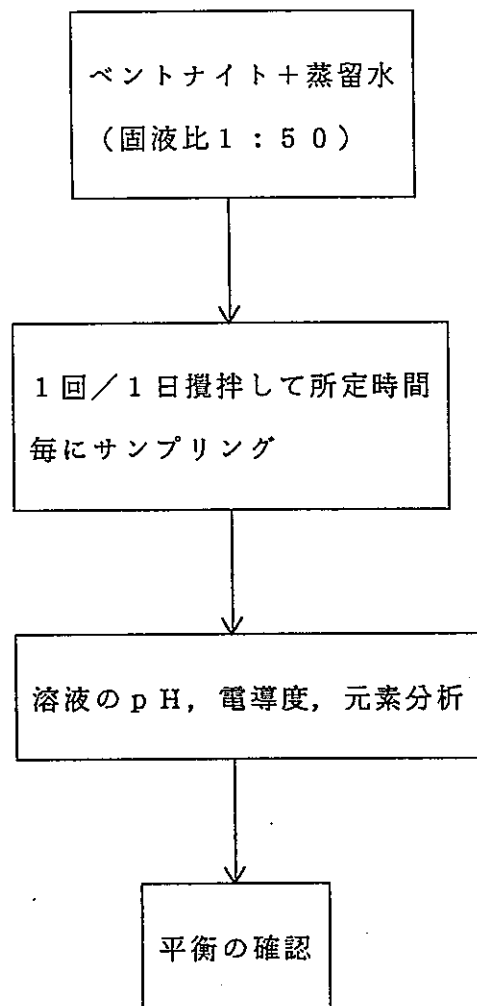 ベントナイト+蒸留水
(固液比1:50)
1回/1日攪拌して所定時間
毎にサンプリング
溶液のpH,電導度,元素分析
平衡の確認